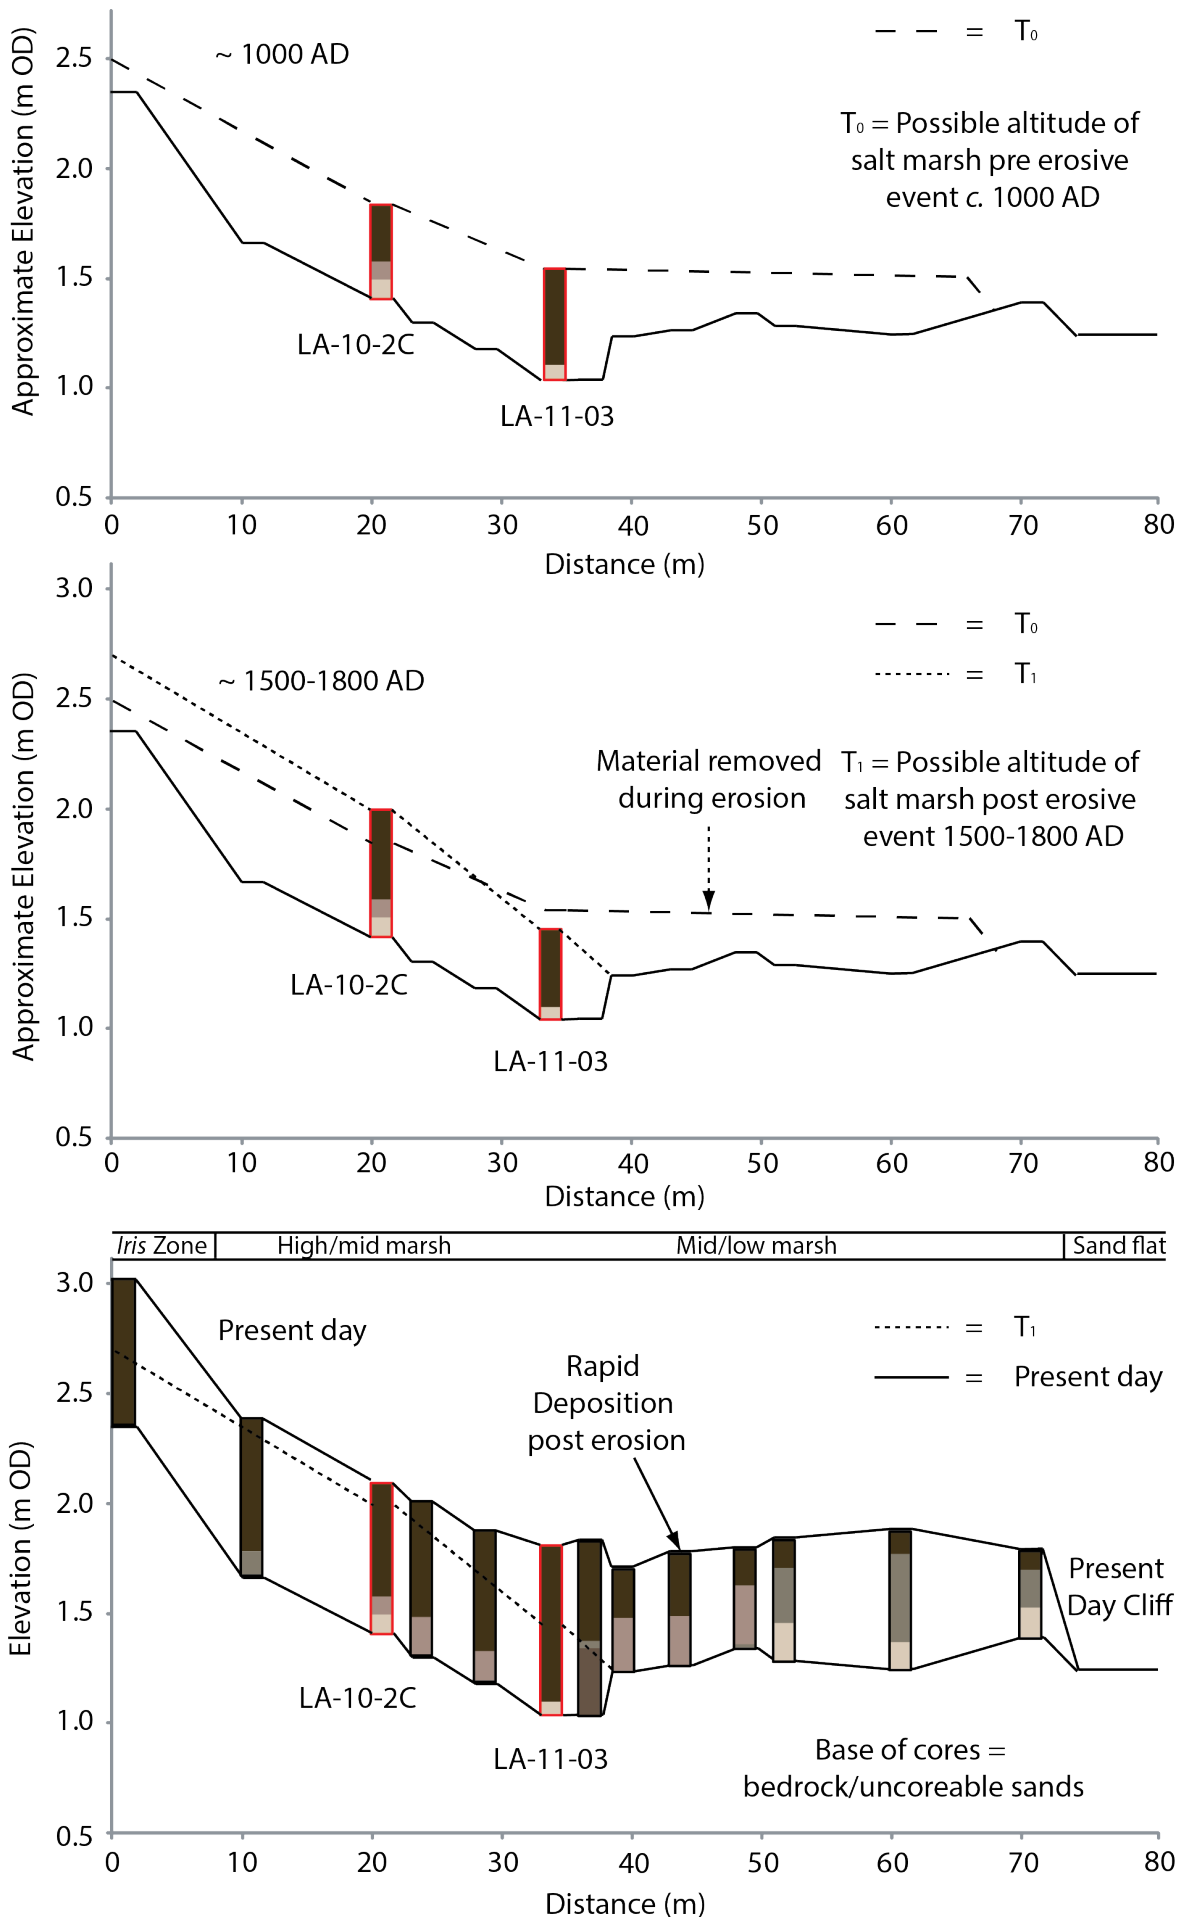 Approximate Elevation (m OD)
2.5
2.0
1.5
1.0
0.5
~ 1000 AD
= T₀
T₀ = Possible altitude of
salt marsh pre erosive
event c. 1000 AD
LA-10-2C
LA-11-03
0 10 20 30 40 50 60 70 80
Distance (m)
Approximate Elevation (m OD)
3.0
2.5
2.0
1.5
1.0
0.5
~ 1500-1800 AD
= T₀
= T₁
Material removed
during erosion
T₁ = Possible altitude of
salt marsh post erosive
event 1500-1800 AD
LA-10-2C
LA-11-03
0 10 20 30 40 50 60 70 80
Distance (m)
Iris Zone High/mid marsh Mid/low marsh Sand flat
Elevation (m OD)
3.0
2.5
2.0
1.5
1.0
0.5
Present day
= T₁
= Present day
Rapid
Deposition
post erosion
Present
Day Cliff
LA-10-2C
LA-11-03
Base of cores =
bedrock/uncoreable sands
0 10 20 30 40 50 60 70 80
Distance (m)